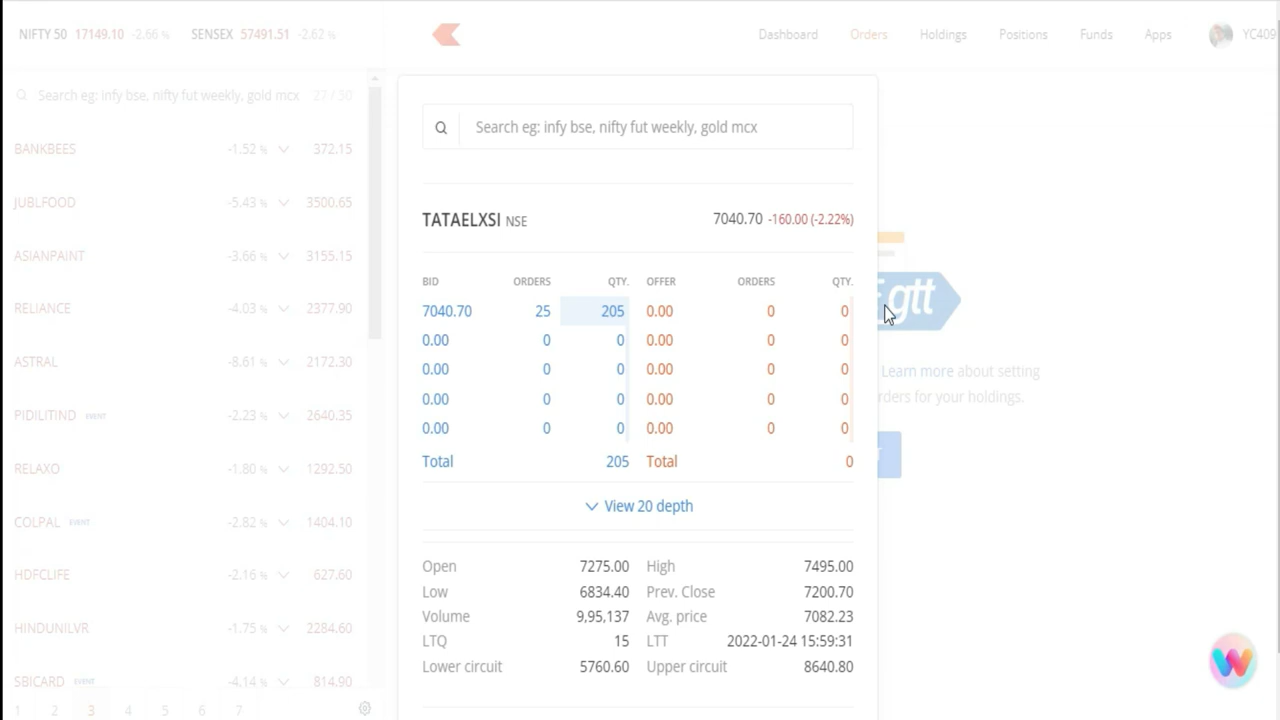 NIFTY 50 17149.10 -2.66 % SENSEX 57491.51 -2.62 %
Dashboard Orders Holdings Positions Funds Apps YC409
Search eg: infy bse, nifty fut weekly, gold mcx 27 / 50
BANKBEES -1.52 % 372.15
JUBLFOOD -5.43 % 3500.65
ASIANPAINT -3.66 % 3155.15
RELIANCE -4.03 % 2377.90
ASTRAL -8.61 % 2172.30
PIDILITIND EVENT -2.23 % 2640.35
RELAXO -1.80 % 1292.50
COLPAL EVENT -2.82 % 1404.10
HDFCLIFE -2.16 % 627.60
HINDUNILVR -1.75 % 2284.60
SBICARD EVENT -4.14 % 814.90
1 2 3 4 5 6 7
Search eg: infy bse, nifty fut weekly, gold mcx
TATAELXSI NSE 7040.70 -160.00 (-2.22%)
BID ORDERS QTY. OFFER ORDERS QTY.
7040.70 25 205 0.00 0 0
0.00 0 0 0.00 0 0
0.00 0 0 0.00 0 0
0.00 0 0 0.00 0 0
0.00 0 0 0.00 0 0
Total 205 Total 0
View 20 depth
Open 7275.00 High 7495.00
Low 6834.40 Prev. Close 7200.70
Volume 9,95,137 Avg. price 7082.23
LTQ 15 LTT 2022-01-24 15:59:31
Lower circuit 5760.60 Upper circuit 8640.80
gtt
Learn more about setting
rders for your holdings.